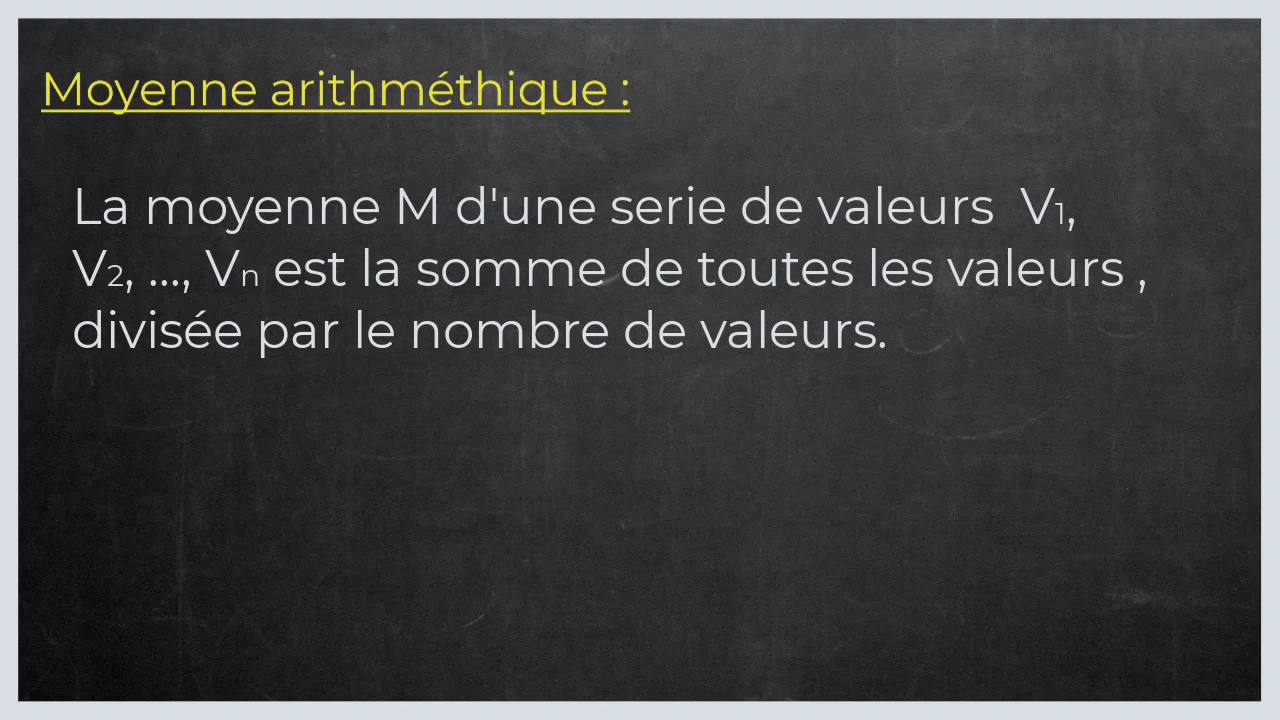 Moyenne arithméthique :
La moyenne M d'une serie de valeurs V₁,
V₂, ..., Vₙ est la somme de toutes les valeurs ,
divisée par le nombre de valeurs.